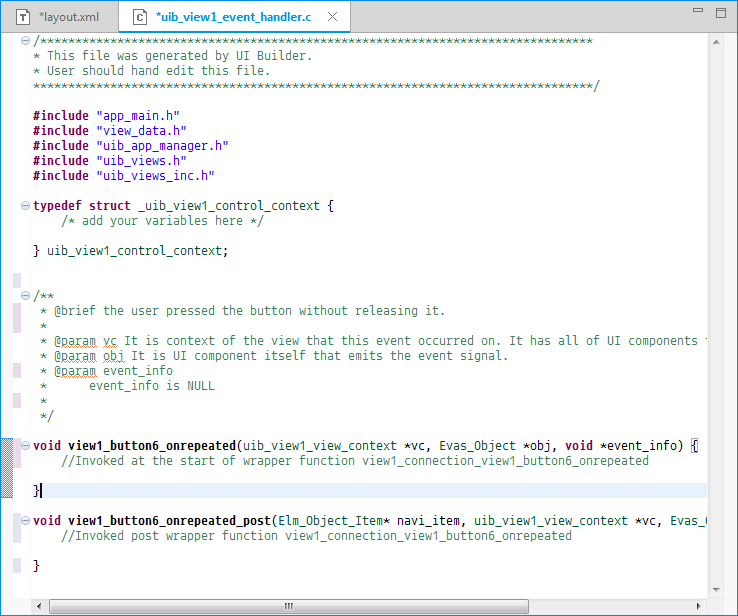 *layout.xml
*uib_view1_event_handler.c
/********************************************************************************
* This file was generated by UI Builder.
* User should hand edit this file.
********************************************************************************/
#include "app_main.h"
#include "view_data.h"
#include "uib_app_manager.h"
#include "uib_views.h"
#include "uib_views_inc.h"
typedef struct _uib_view1_control_context {
/* add your variables here */
} uib_view1_control_context;
/**
* @brief the user pressed the button without releasing it.
*
* @param vc It is context of the view that this event occurred on. It has all of UI components
* @param obj It is UI component itself that emits the event signal.
* @param event_info
* event_info is NULL
*
*/
void view1_button6_onrepeated(uib_view1_view_context *vc, Evas_Object *obj, void *event_info) {
//Invoked at the start of wrapper function view1_connection_view1_button6_onrepeated
}
void view1_button6_onrepeated_post(Elm_Object_Item* navi_item, uib_view1_view_context *vc, Evas_
//Invoked post wrapper function view1_connection_view1_button6_onrepeated
}